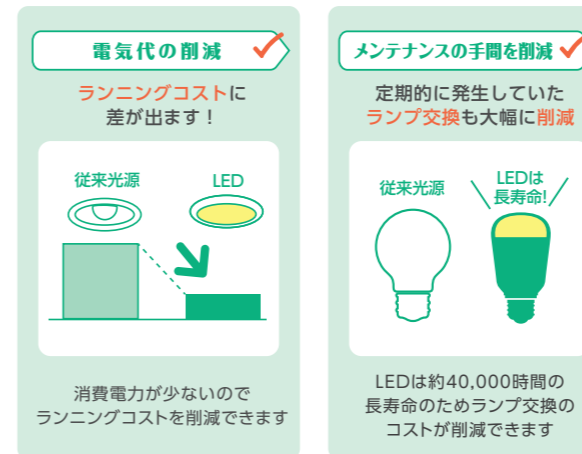 電気代の削減
ランニングコストに
差が出ます！
従来光源
LED
消費電力が少ないので
ランニングコストを削減できます
メンテナンスの手間を削減
定期的に発生していた
ランプ交換も大幅に削減
従来光源
LEDは
長寿命!
LEDは約40,000時間の
長寿命のためランプ交換の
コストが削減できます